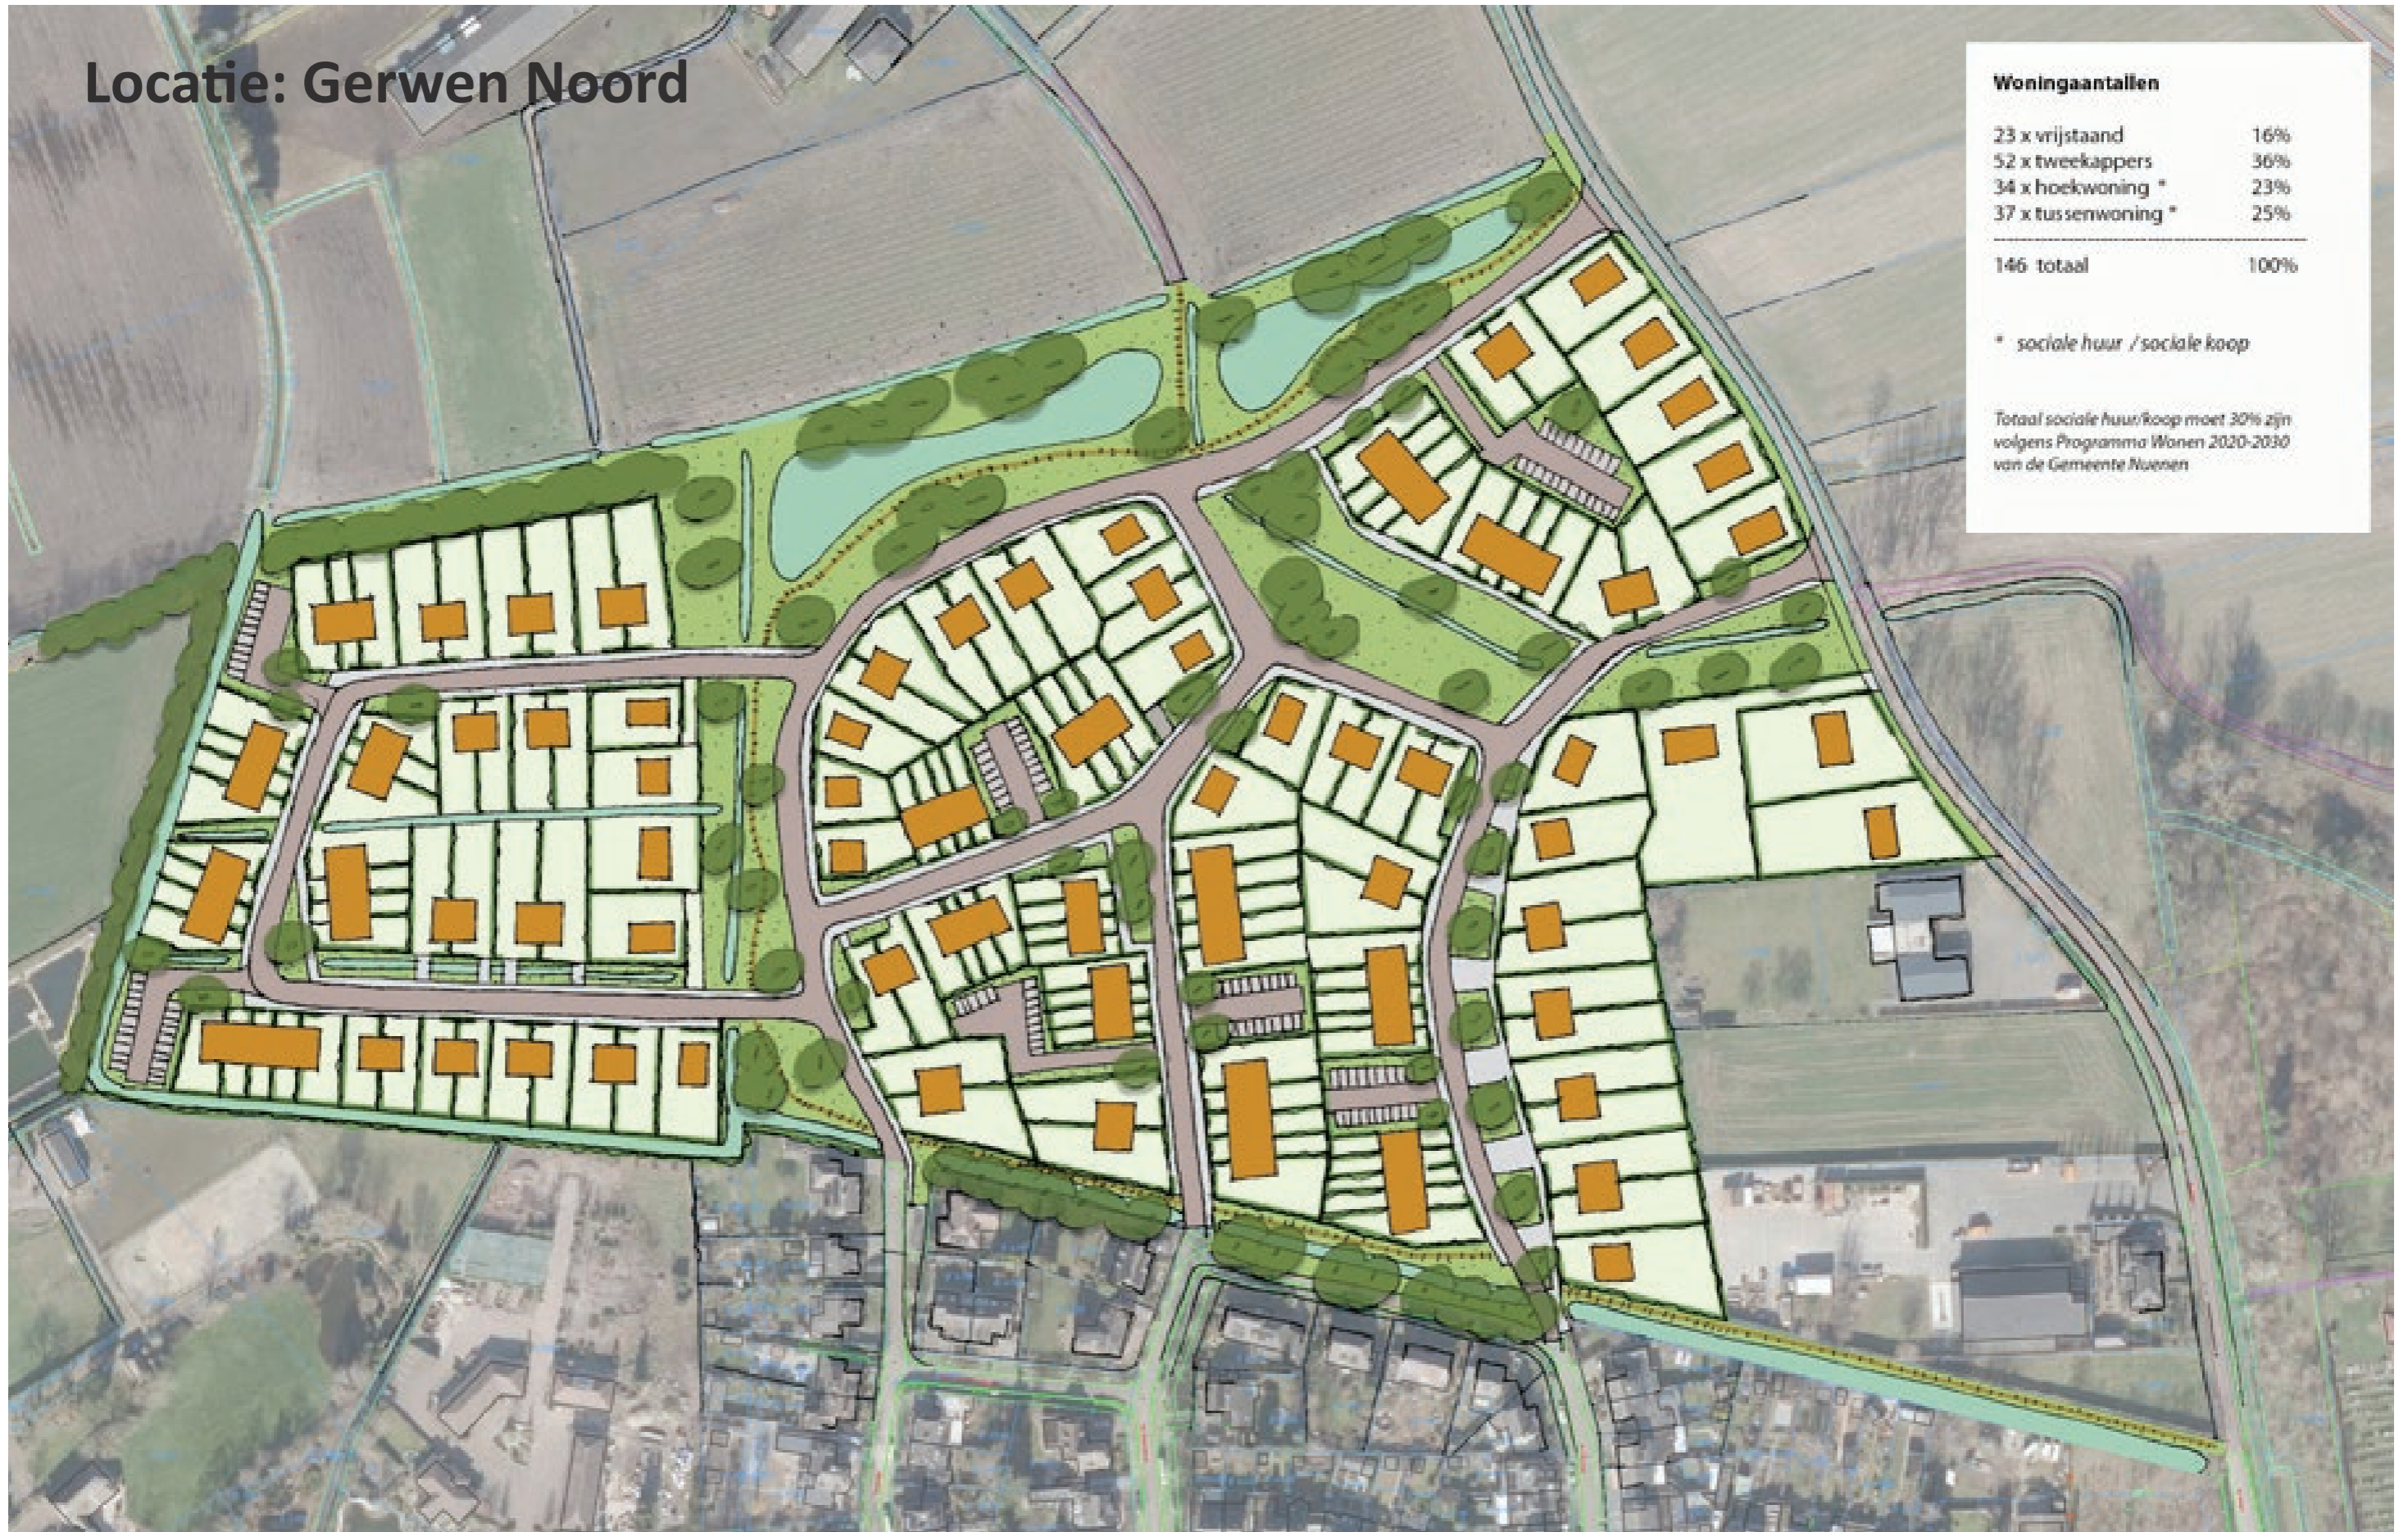 Locatie: Gerwen Noord
Woningaantallen
23 x vrijstaand 16%
52 x tweekappers 36%
34 x hoekwoning * 23%
37 x tussenwoning * 25%
146 totaal 100%
* sociale huur / sociale koop
Totaal sociale huur/koop moet 30% zijn
volgens Programma Wonen 2020-2030
van de Gemeente Nuenen